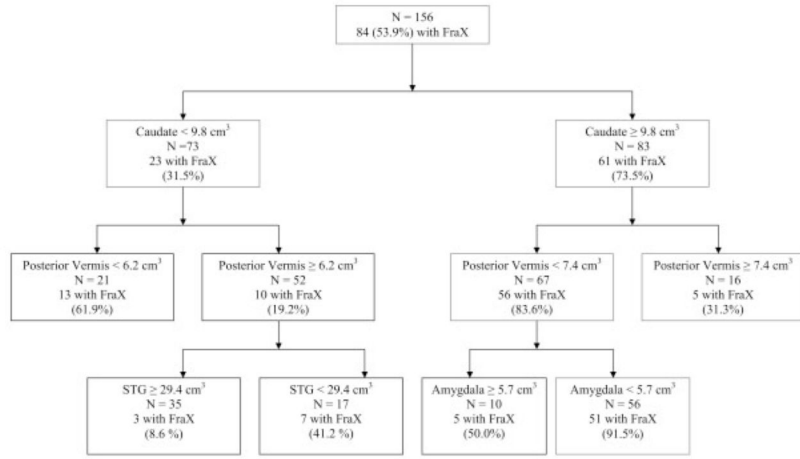 N = 156
84 (53.9%) with FraX
Caudate < 9.8 cm³
N =73
23 with FraX
(31.5%)
Caudate ≥ 9.8 cm³
N = 83
61 with FraX
(73.5%)
Posterior Vermis < 6.2 cm³
N = 21
13 with FraX
(61.9%)
Posterior Vermis ≥ 6.2 cm³
N = 52
10 with FraX
(19.2%)
Posterior Vermis < 7.4 cm³
N = 67
56 with FraX
(83.6%)
Posterior Vermis ≥ 7.4 cm³
N = 16
5 with FraX
(31.3%)
STG ≥ 29.4 cm³
N = 35
3 with FraX
(8.6 %)
STG < 29.4 cm³
N = 17
7 with FraX
(41.2 %)
Amygdala ≥ 5.7 cm³
N = 10
5 with FraX
(50.0%)
Amygdala < 5.7 cm³
N = 56
51 with FraX
(91.5%)